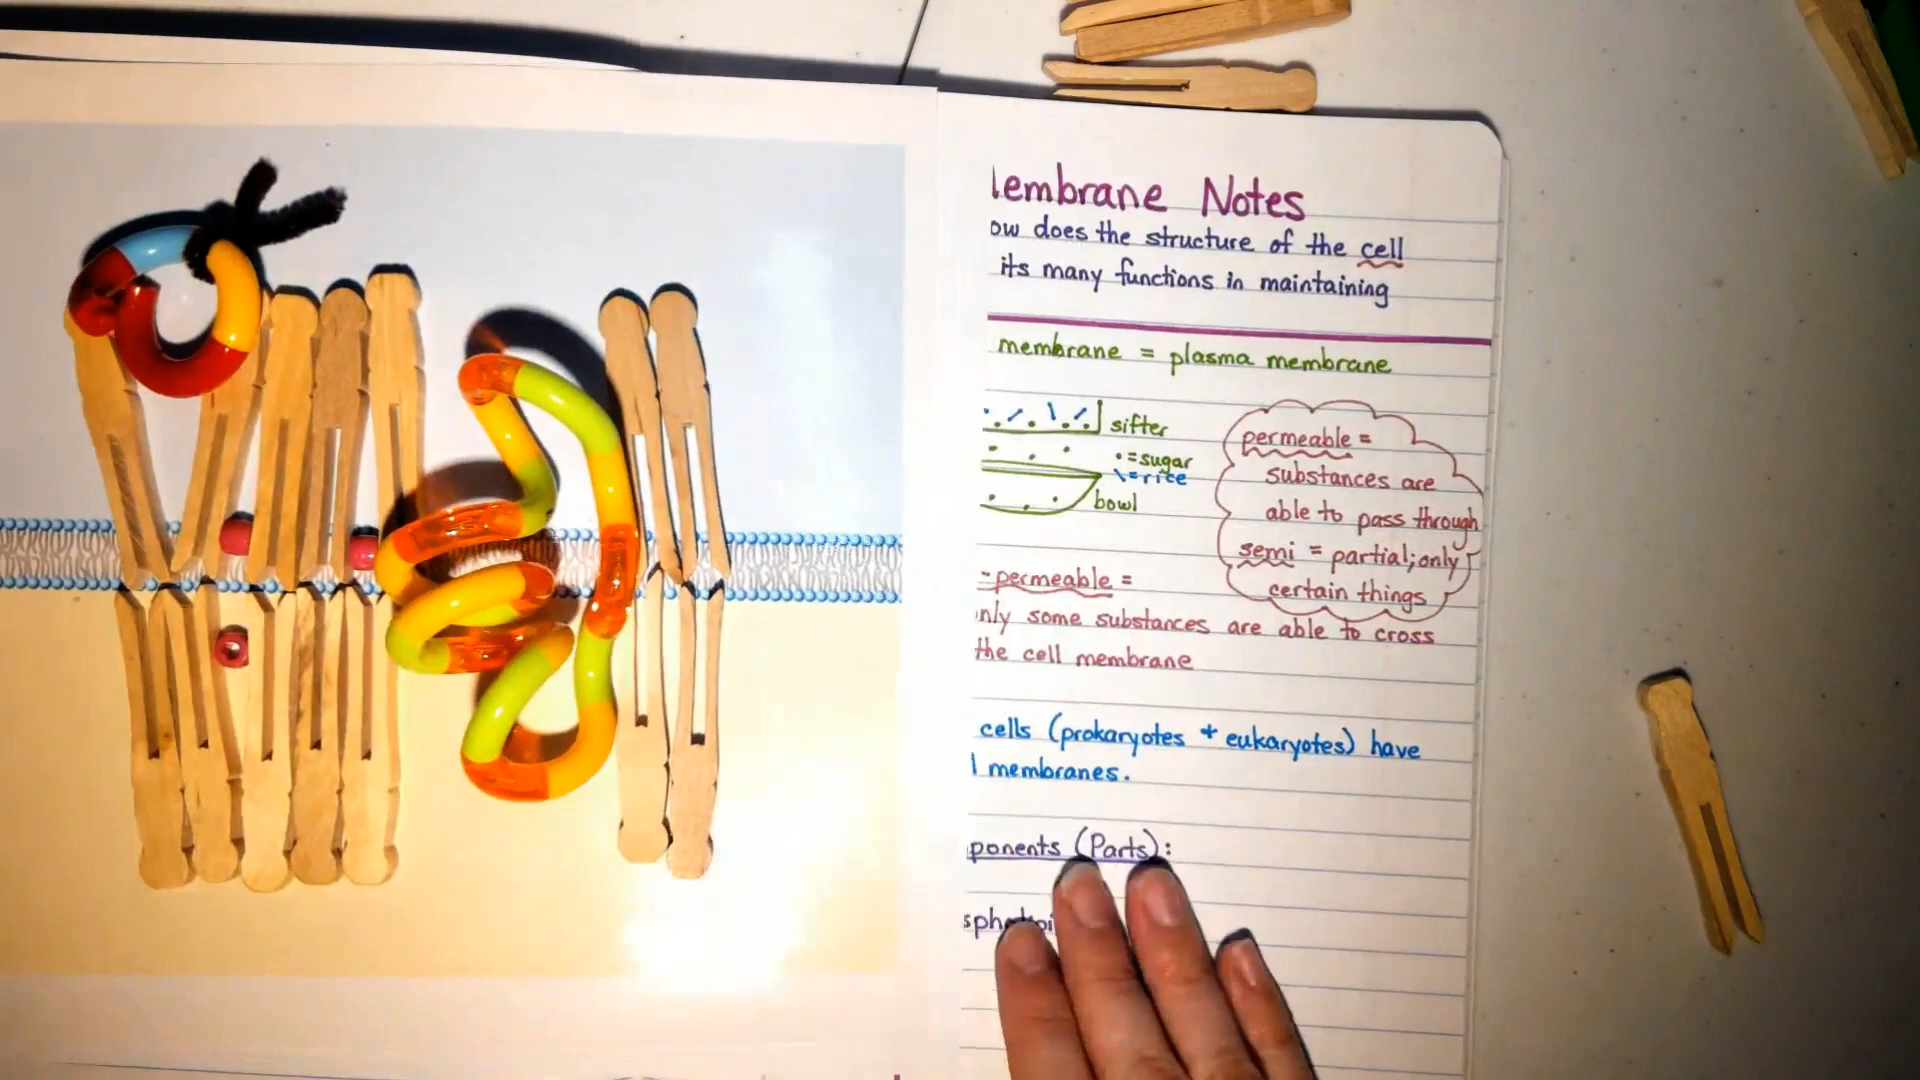 lembrane Notes
ow does the structure of the cell
its many functions in maintaining
membrane = plasma membrane
sifter
• = sugar
\ = rice
bowl
permeable =
substances are
able to pass through
semi = partial; only
certain things
-permeable =
nly some substances are able to cross
the cell membrane
cells (prokaryotes + eukaryotes) have
l membranes.
ponents (Parts):